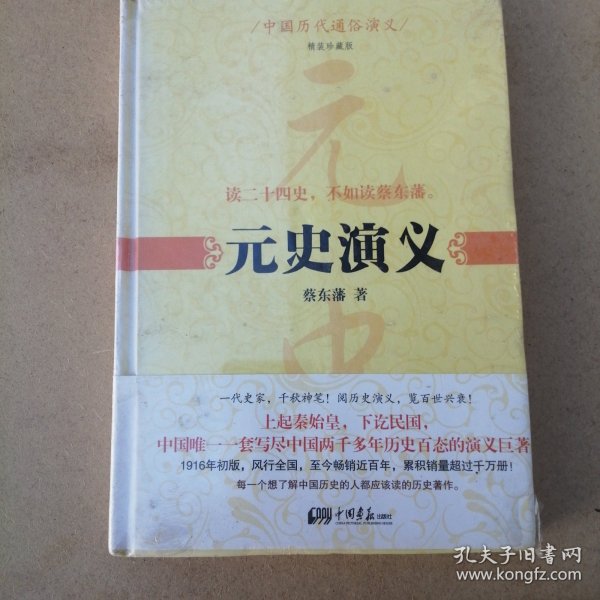 /中国历代通俗演义/
精装珍藏版
元
读二十四史，不如读蔡东藩。
元史演义
蔡东藩 著
史
一代史家，千秋神笔！阅历史演义，览百世兴衰！
上起秦始皇，下讫民国，
中国唯一一套写尽中国两千多年历史百态的演义巨著
1916年初版，风行全国，至今畅销近百年，累积销量超过千万册！
每一个想了解中国历史的人都应该读的历史著作。
中国画报出版社
CHINA PICTORIAL PUBLISHING HOUSE
孔夫子旧书网
www.kongfz.com